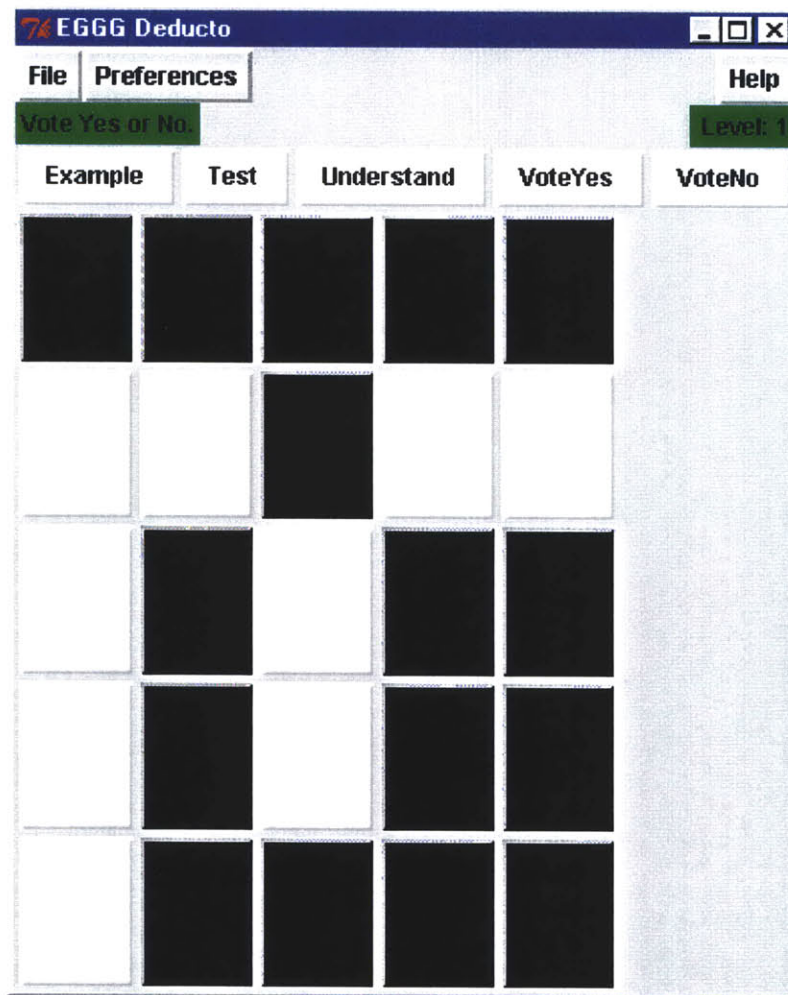 EGGG Deducto
File Preferences Help
Vote Yes or No. Level: 1
Example Test Understand VoteYes VoteNo